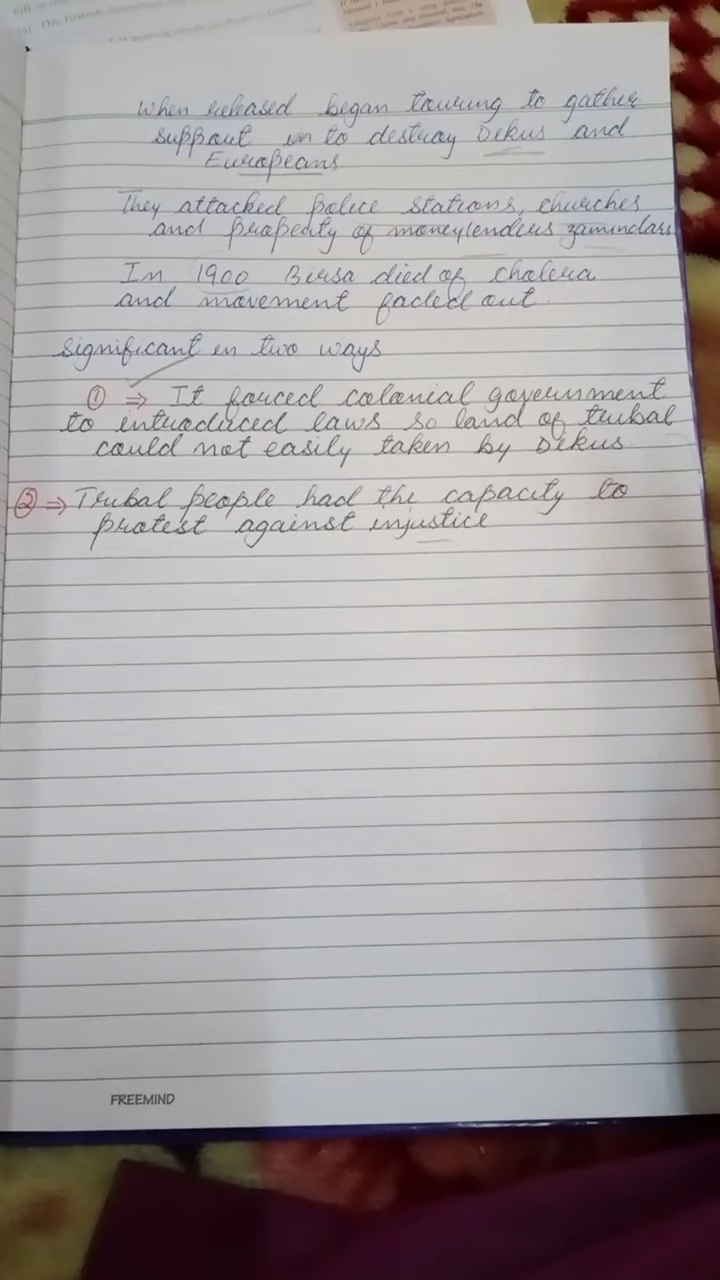 When released began touring to gather
support in to destroy Dekus and
Europeans
They attacked police stations, churches
and property of moneylenders zamindars
In 1900 Birsa died of cholera
and movement faded out.
Significant in two ways
① ⇒ It forced colonial government
to introduced laws so land of tribal
could not easily taken by Dekus.
② ⇒ Tribal people had the capacity to
protest against injustice
FREEMIND